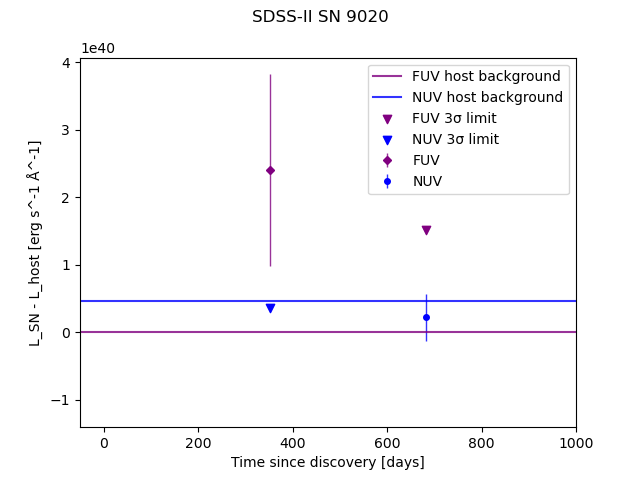 SDSS-II SN 9020
1e40
L_SN - L_host [erg s^-1 Å^-1]
4
3
2
1
0
−1
0 200 400 600 800 1000
Time since discovery [days]
FUV host background
NUV host background
FUV 3σ limit
NUV 3σ limit
FUV
NUV